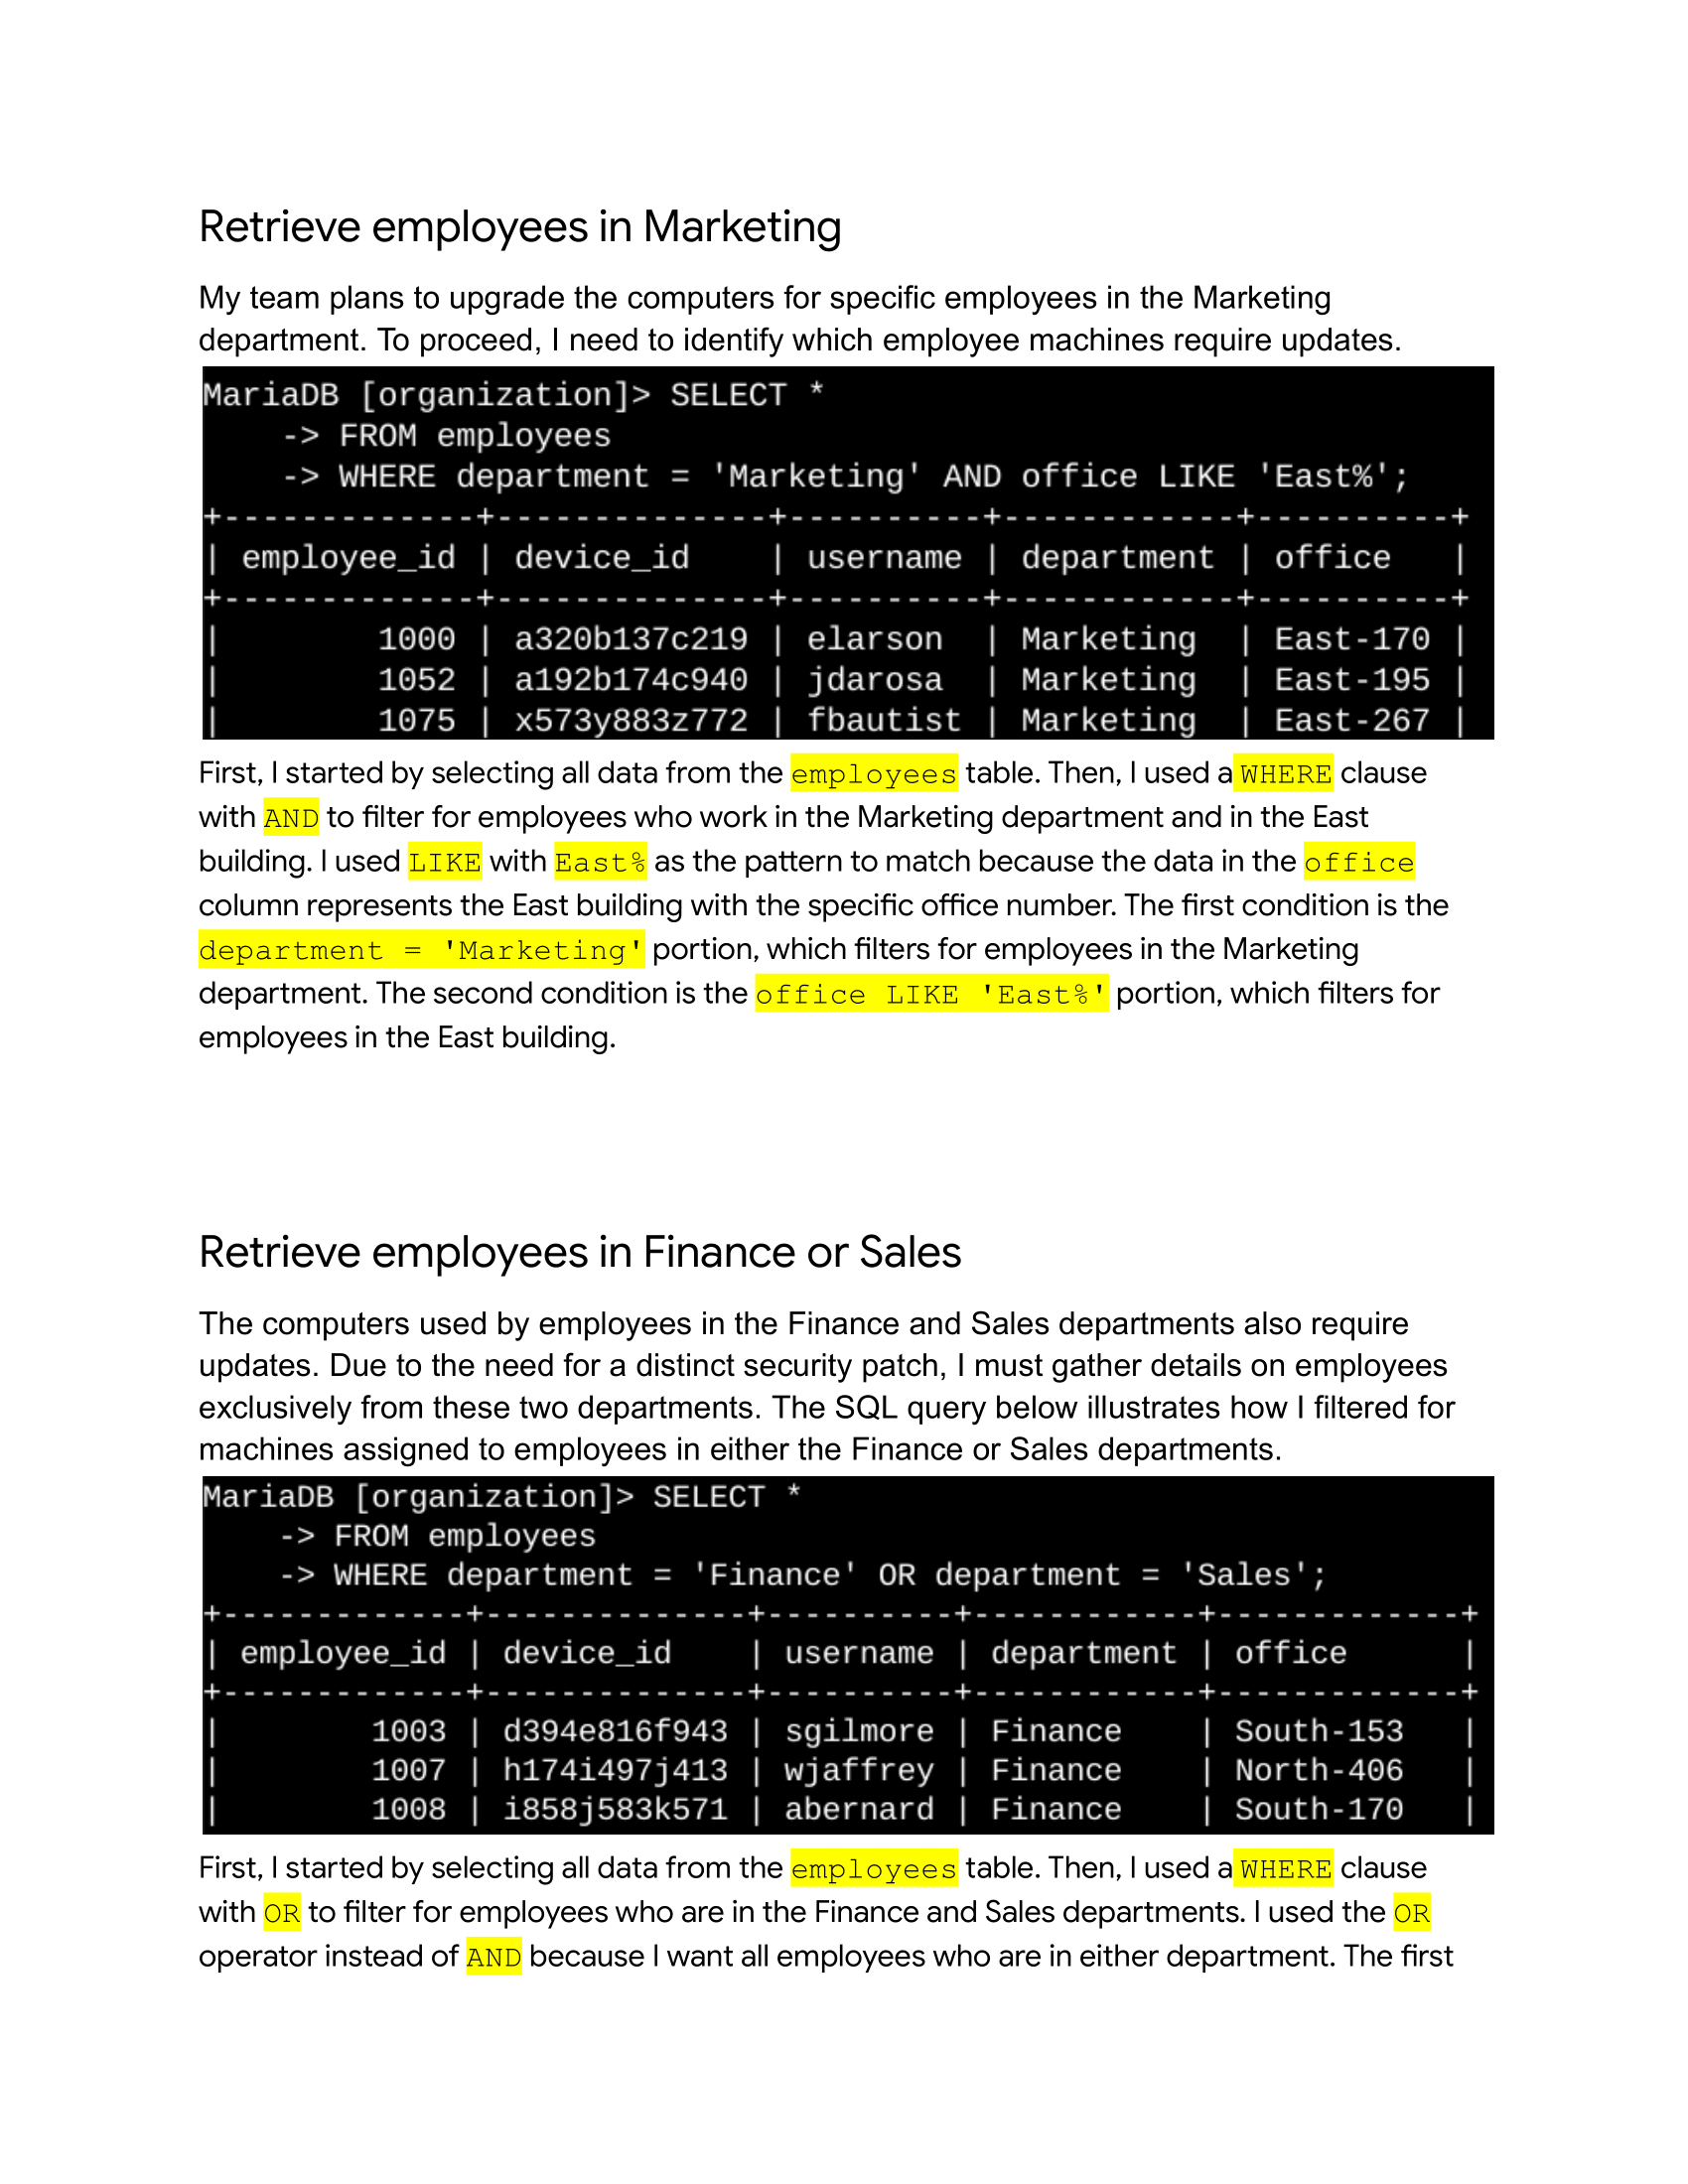 Retrieve employees in Marketing
My team plans to upgrade the computers for specific employees in the Marketing
department. To proceed, I need to identify which employee machines require updates.
MariaDB [organization]> SELECT *
    -> FROM employees
    -> WHERE department = 'Marketing' AND office LIKE 'East%';
+-------------+--------------+----------+------------+----------+
| employee_id | device_id    | username | department | office   |
+-------------+--------------+----------+------------+----------+
|        1000 | a320b137c219 | elarson  | Marketing  | East-170 |
|        1052 | a192b174c940 | jdarosa  | Marketing  | East-195 |
|        1075 | x573y883z772 | fbautist | Marketing  | East-267 |
First, I started by selecting all data from the employees table. Then, I used a WHERE clause
with AND to filter for employees who work in the Marketing department and in the East
building. I used LIKE with East% as the pattern to match because the data in the office
column represents the East building with the specific office number. The first condition is the
department = 'Marketing' portion, which filters for employees in the Marketing
department. The second condition is the office LIKE 'East%' portion, which filters for
employees in the East building.
Retrieve employees in Finance or Sales
The computers used by employees in the Finance and Sales departments also require
updates. Due to the need for a distinct security patch, I must gather details on employees
exclusively from these two departments. The SQL query below illustrates how I filtered for
machines assigned to employees in either the Finance or Sales departments.
MariaDB [organization]> SELECT *
    -> FROM employees
    -> WHERE department = 'Finance' OR department = 'Sales';
+-------------+--------------+----------+------------+-------------+
| employee_id | device_id    | username | department | office      |
+-------------+--------------+----------+------------+-------------+
|        1003 | d394e816f943 | sgilmore | Finance    | South-153   |
|        1007 | h174i497j413 | wjaffrey | Finance    | North-406   |
|        1008 | i858j583k571 | abernard | Finance    | South-170   |
First, I started by selecting all data from the employees table. Then, I used a WHERE clause
with OR to filter for employees who are in the Finance and Sales departments. I used the OR
operator instead of AND because I want all employees who are in either department. The first